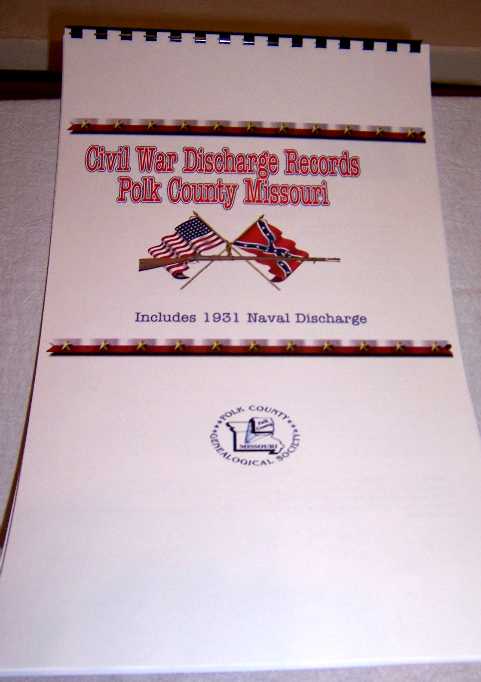 Civil War Discharge Records
Polk County Missouri
Includes 1931 Naval Discharge
POLK COUNTY
MISSOURI
GENEALOGICAL SOCIETY